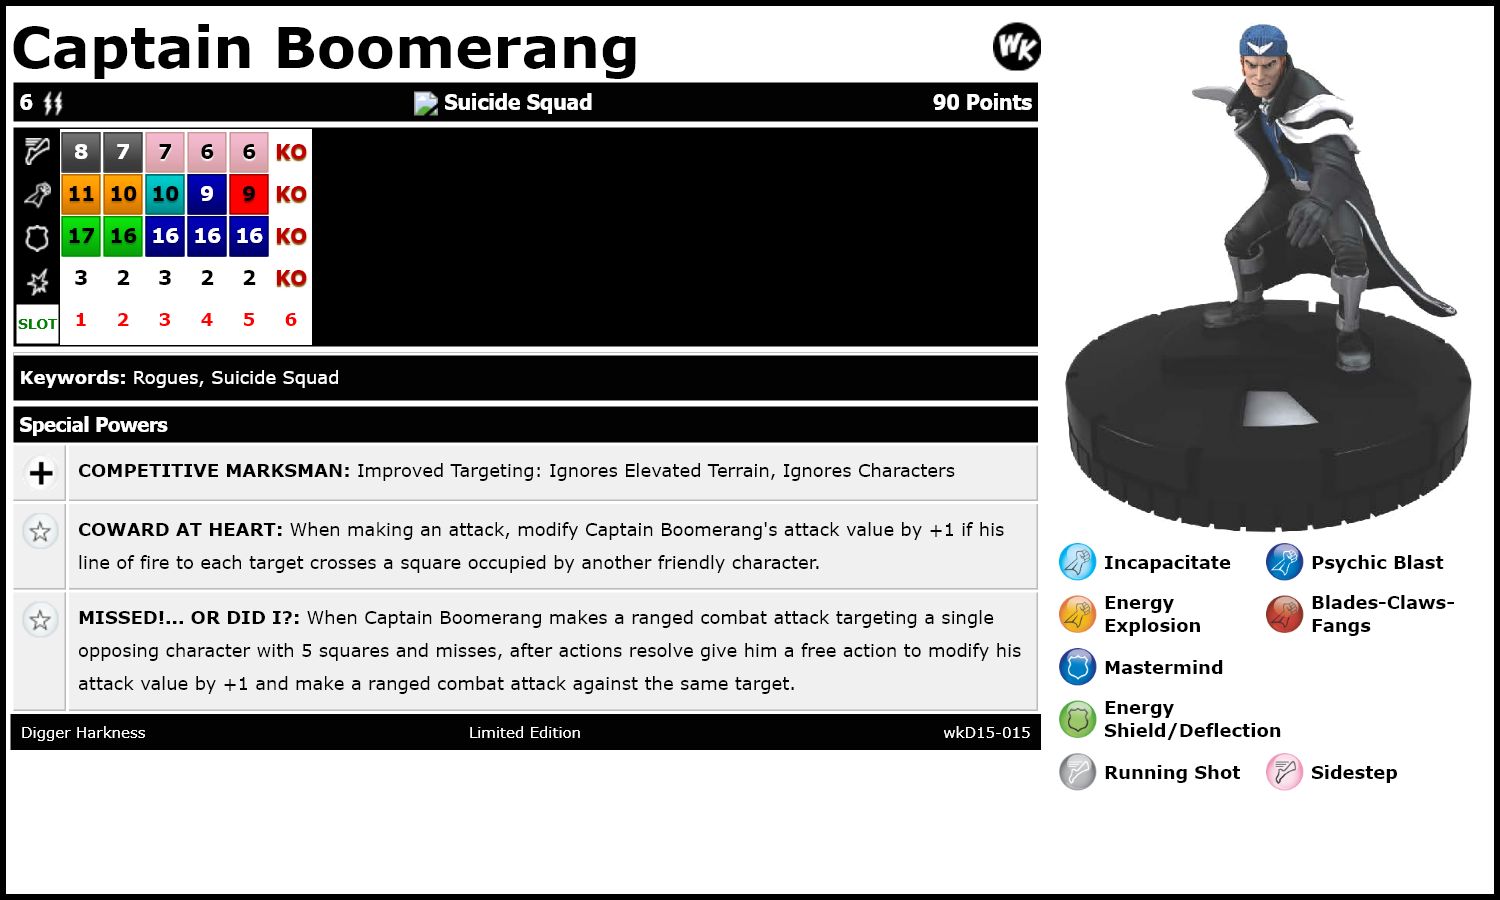 Captain Boomerang
WK
6 Suicide Squad 90 Points
8 7 7 6 6 KO
11 10 10 9 9 KO
17 16 16 16 16 KO
3 2 3 2 2 KO
SLOT 1 2 3 4 5 6
Keywords: Rogues, Suicide Squad
Special Powers
COMPETITIVE MARKSMAN: Improved Targeting: Ignores Elevated Terrain, Ignores Characters
COWARD AT HEART: When making an attack, modify Captain Boomerang's attack value by +1 if his
line of fire to each target crosses a square occupied by another friendly character.
MISSED!... OR DID I?: When Captain Boomerang makes a ranged combat attack targeting a single
opposing character with 5 squares and misses, after actions resolve give him a free action to modify his
attack value by +1 and make a ranged combat attack against the same target.
Digger Harkness Limited Edition wkD15-015
Incapacitate
Psychic Blast
Energy
Explosion
Blades-Claws-
Fangs
Mastermind
Energy
Shield/Deflection
Running Shot
Sidestep